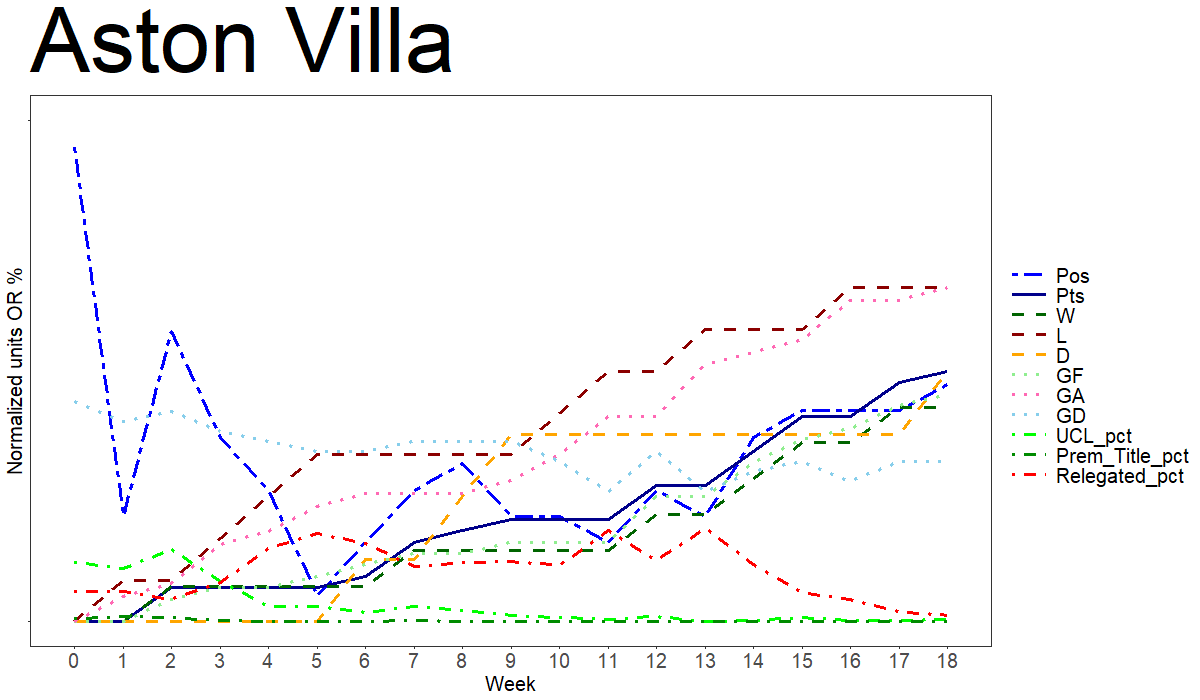 Aston Villa
Normalized units OR %
0 1 2 3 4 5 6 7 8 9 10 11 12 13 14 15 16 17 18
Week
Pos
Pts
W
L
D
GF
GA
GD
UCL_pct
Prem_Title_pct
Relegated_pct